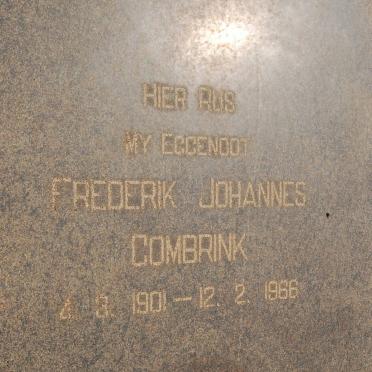 HIER RUS
MY EGGENOOT
FREDERIK JOHANNES
COMBRINK
4. 3. 1901 — 12. 2. 1966